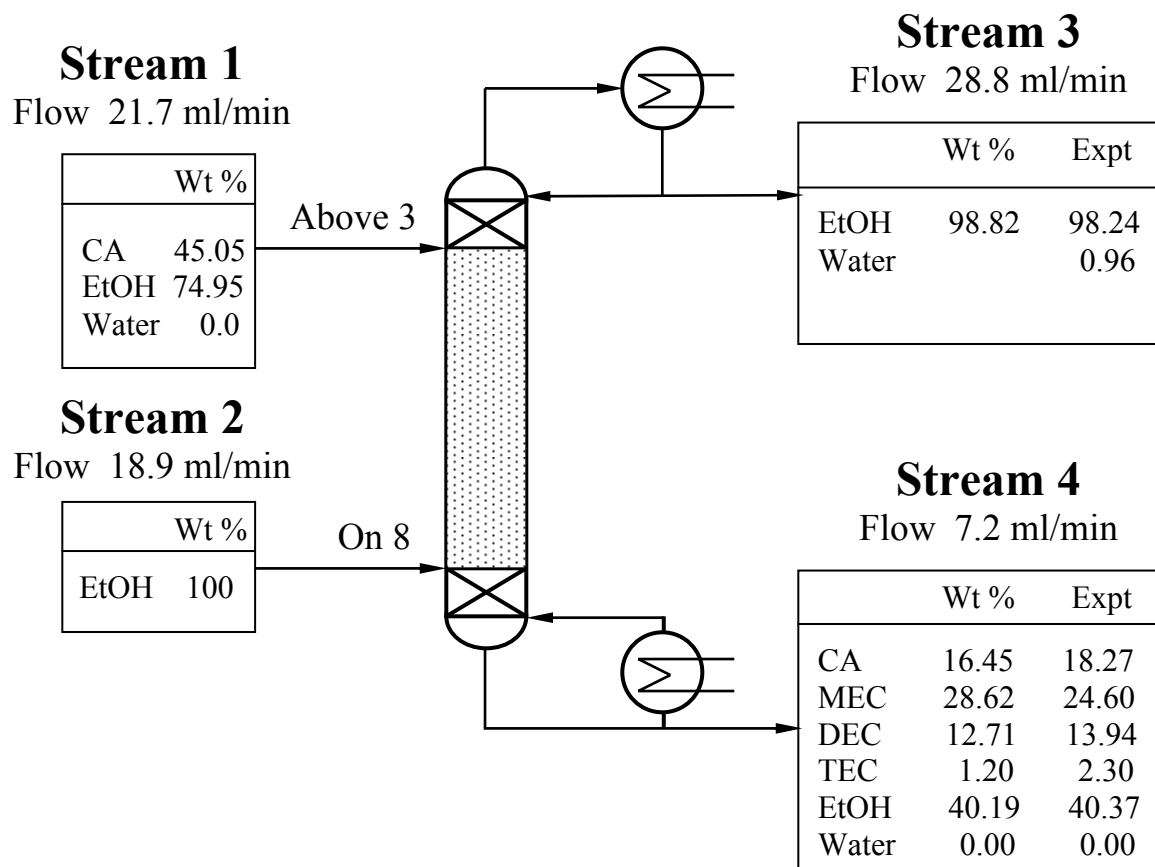 Stream 1
Flow 21.7 ml/min
Wt %
CA 45.05
EtOH 74.95
Water 0.0
Above 3
Stream 2
Flow 18.9 ml/min
Wt %
EtOH 100
On 8
Stream 3
Flow 28.8 ml/min
Wt % Expt
EtOH 98.82 98.24
Water 0.96
Stream 4
Flow 7.2 ml/min
Wt % Expt
CA 16.45 18.27
MEC 28.62 24.60
DEC 12.71 13.94
TEC 1.20 2.30
EtOH 40.19 40.37
Water 0.00 0.00